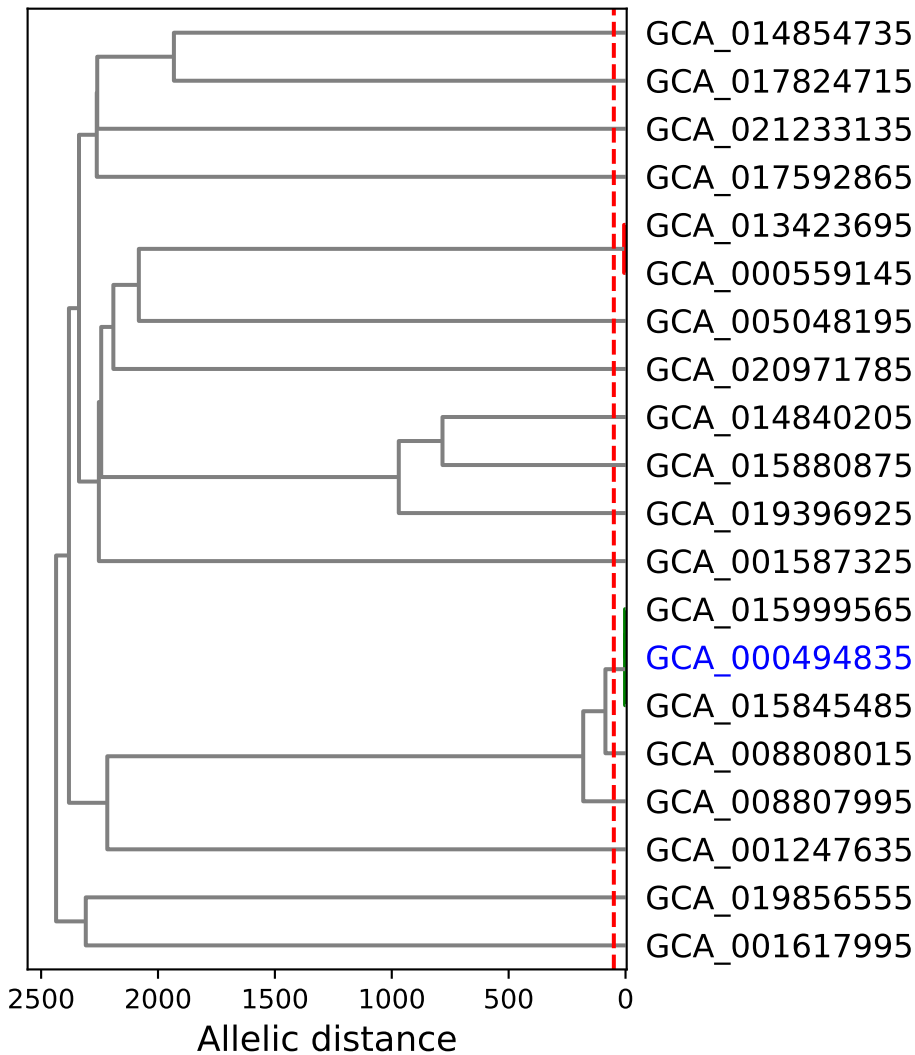 GCA_014854735
GCA_017824715
GCA_021233135
GCA_017592865
GCA_013423695
GCA_000559145
GCA_005048195
GCA_020971785
GCA_014840205
GCA_015880875
GCA_019396925
GCA_001587325
GCA_015999565
GCA_000494835
GCA_015845485
GCA_008808015
GCA_008807995
GCA_001247635
GCA_019856555
GCA_001617995
2500 2000 1500 1000 500 0
Allelic distance